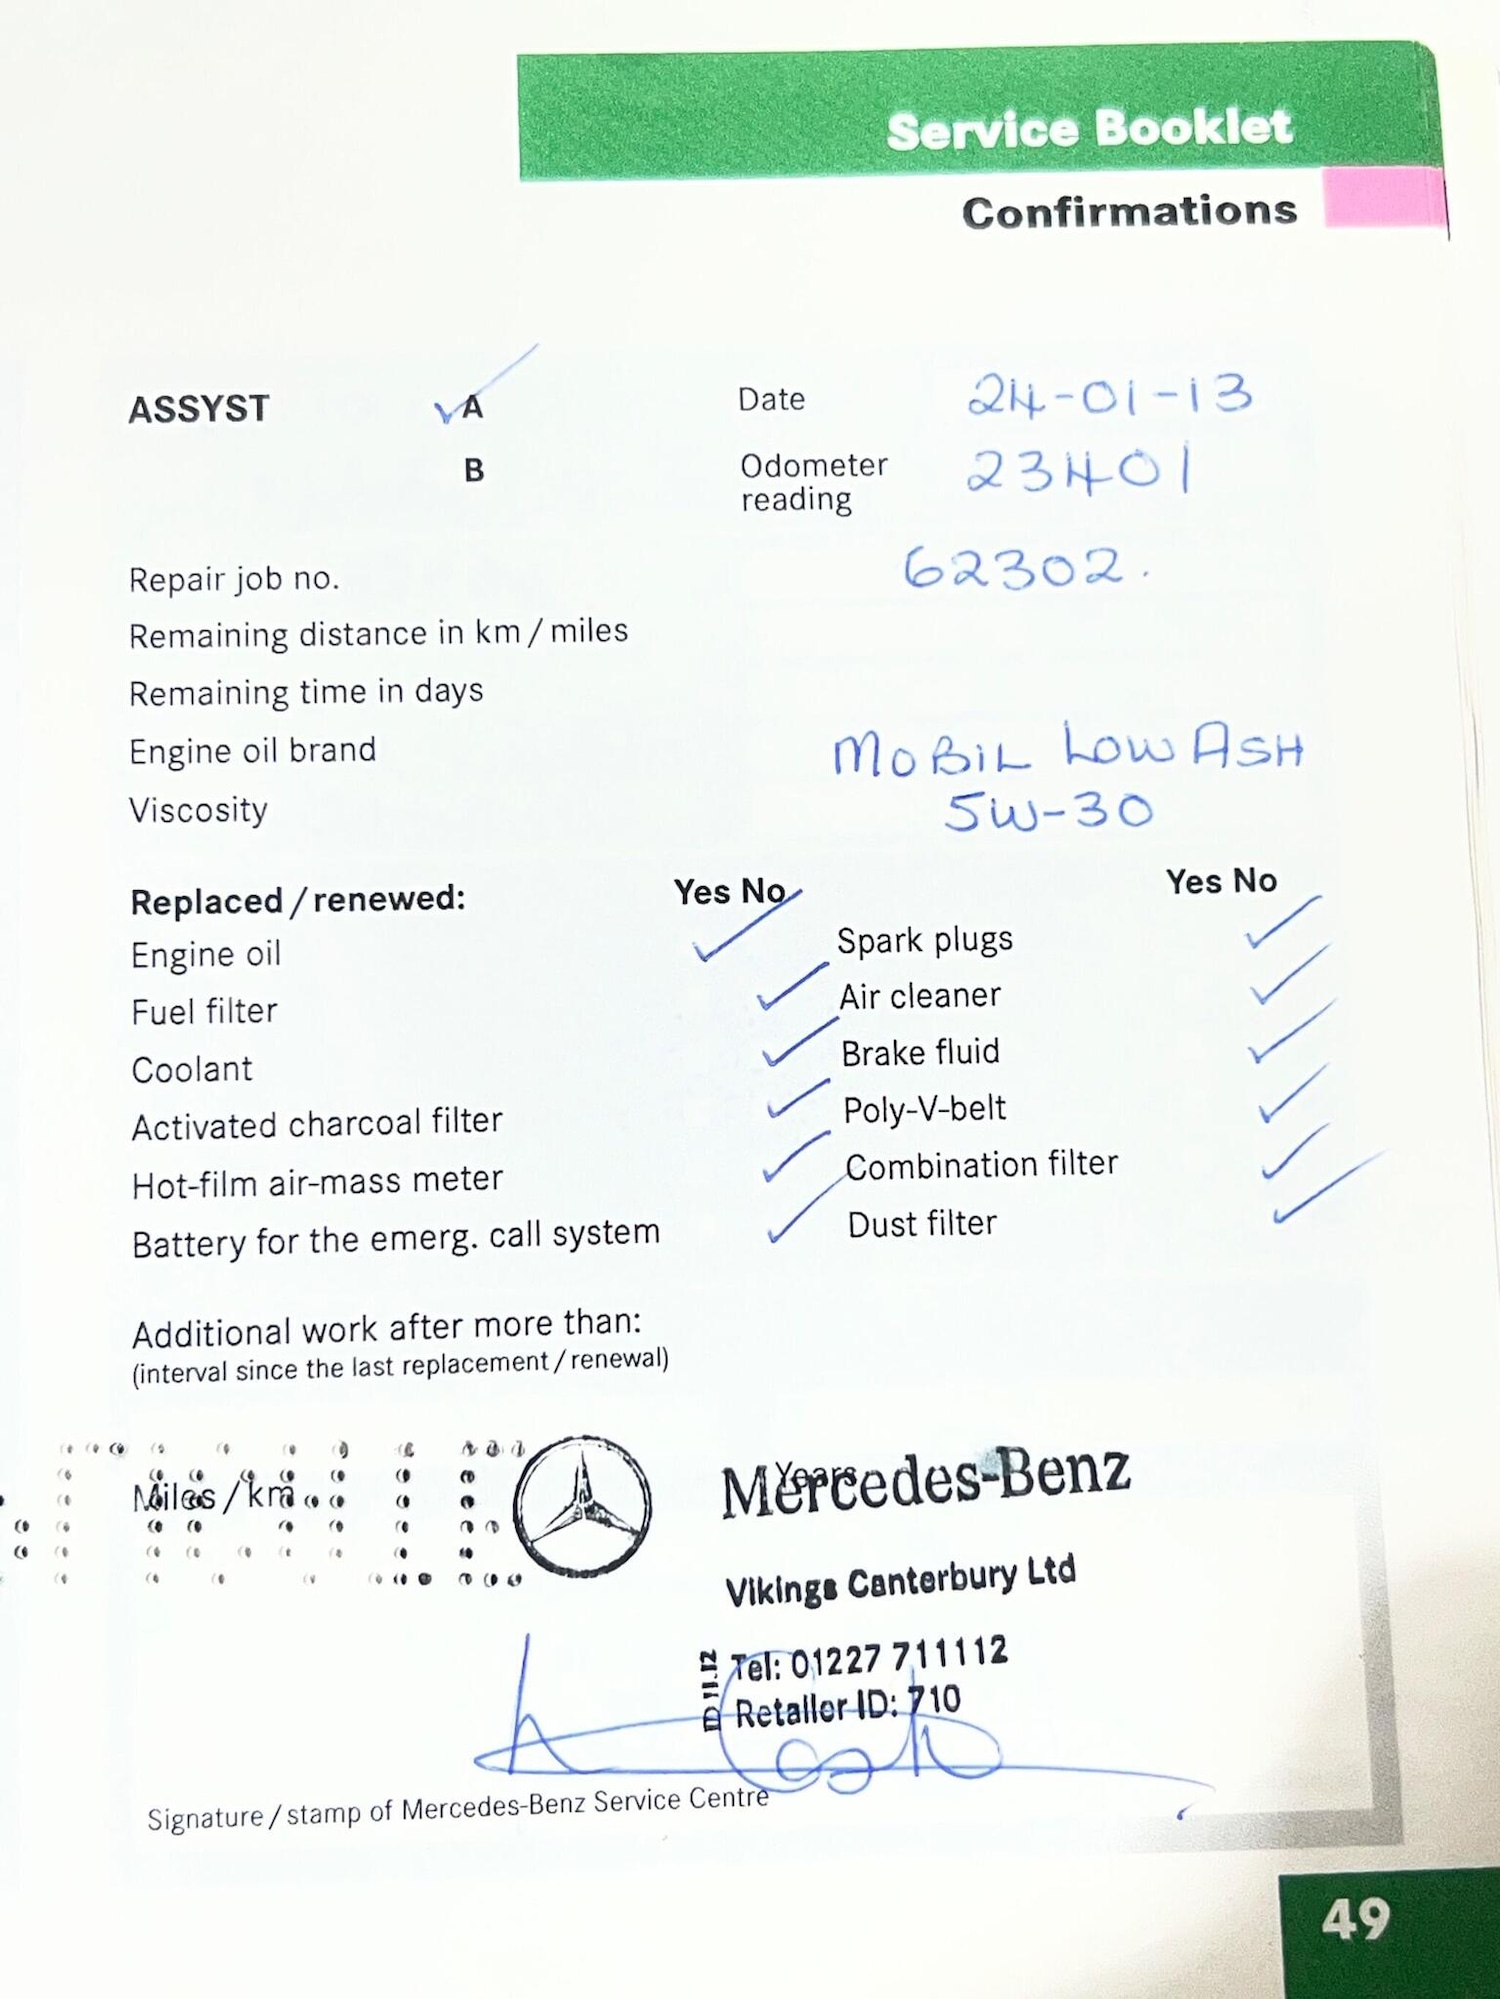 Service Booklet
Confirmations
ASSYST A Date 24-01-13
B Odometer reading 23401
Repair job no. 62302.
Remaining distance in km / miles
Remaining time in days
Engine oil brand MOBIL LOW ASH
Viscosity 5W-30
Replaced / renewed: Yes No Yes No
Engine oil ✓ Spark plugs ✓
Fuel filter ✓ Air cleaner ✓
Coolant ✓ Brake fluid ✓
Activated charcoal filter ✓ Poly-V-belt ✓
Hot-film air-mass meter ✓ Combination filter ✓
Battery for the emerg. call system ✓ Dust filter ✓
Additional work after more than:
(interval since the last replacement / renewal)
Miles / km Years
Mercedes-Benz
Vikings Canterbury Ltd
Tel: 01227 711112
Retailer ID: 710
ID 11.12
Signature / stamp of Mercedes-Benz Service Centre
49